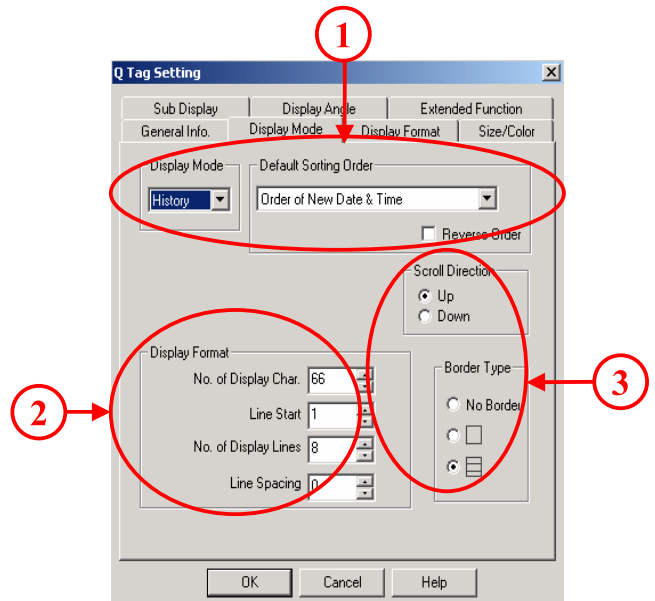 1
Q Tag Setting
Sub Display Display Angle Extended Function
General Info. Display Mode Display Format Size/Color
Display Mode Default Sorting Order
History Order of New Date & Time
Reverse Order
Scroll Direction
Up
Down
Display Format
No. of Display Char. 66
Line Start 1
No. of Display Lines 8
Line Spacing 0
Border Type
No Border
2
3
OK Cancel Help